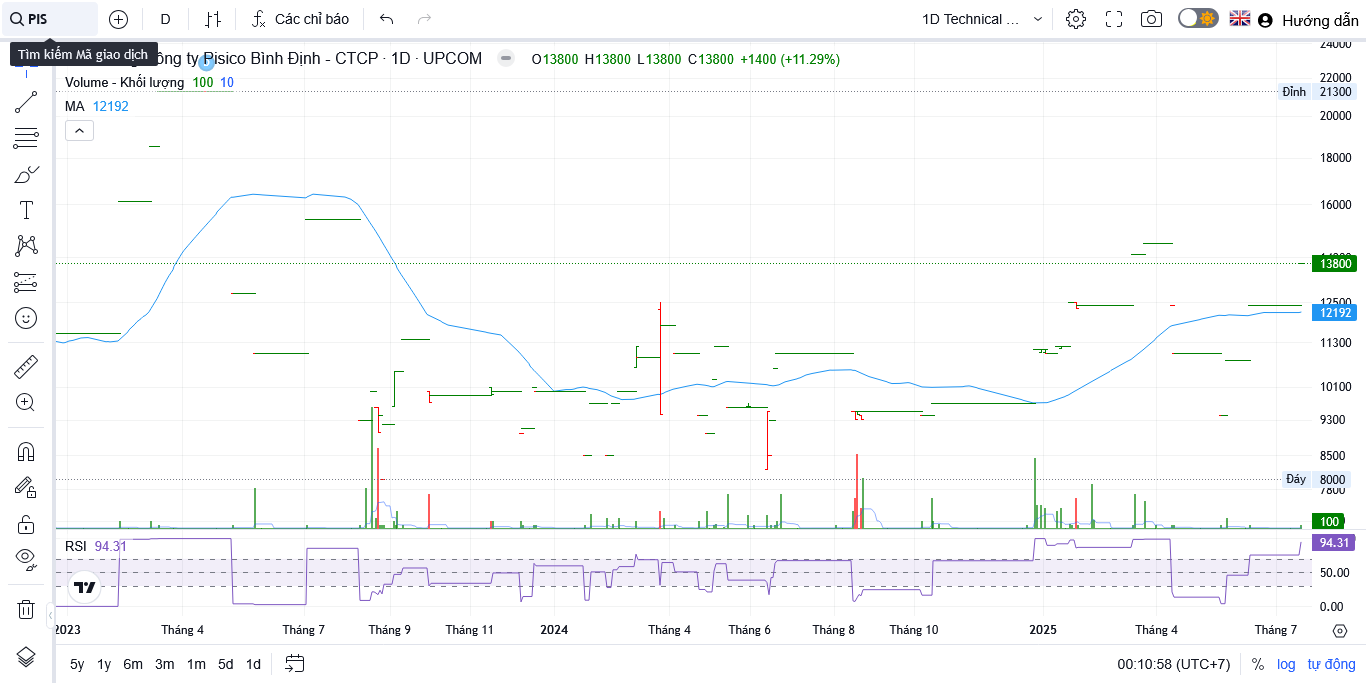 PIS
D
Các chỉ báo
1D Technical ...
Hướng dẫn
Tìm kiếm Mã giao dịch
ông ty Pisico Bình Định - CTCP · 1D · UPCOM
O13800 H13800 L13800 C13800 +1400 (+11.29%)
Volume - Khối lượng 100 10
MA 12192
24000
22000
Đỉnh 21300
20000
18000
16000
13800
12500
12192
11300
10100
9300
8500
Đáy 8000
7800
100
RSI 94.31
94.31
50.00
0.00
2023 Tháng 4 Tháng 7 Tháng 9 Tháng 11 2024 Tháng 4 Tháng 6 Tháng 8 Tháng 10 2025 Tháng 4 Tháng 7
5y 1y 6m 3m 1m 5d 1d
00:10:58 (UTC+7) % log tự động